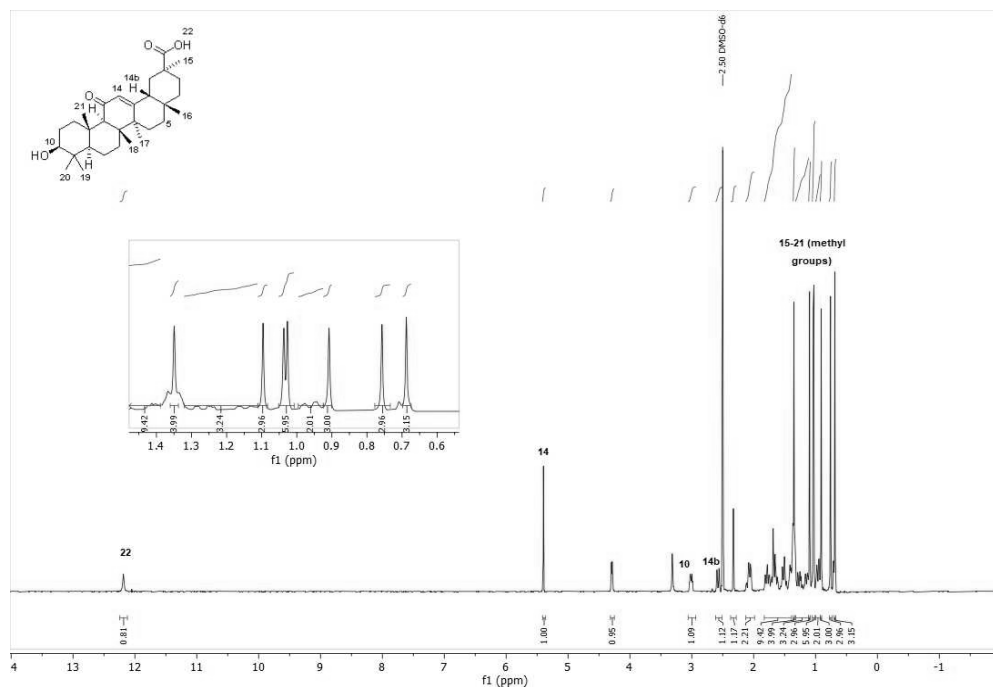 22
O
OH
15
14b
14
H
O
21
H
16
5
10
17
18
HO
H
20
19
2.50 DMSO-d6
15-21 (methyl
groups)
9.42
3.99
3.24
2.96
5.95
2.01
3.00
2.96
3.15
1.4 1.3 1.2 1.1 1.0 0.9 0.8 0.7 0.6
f1 (ppm)
22
14
10
14b
0.81
1.00
0.95
1.09
1.12
1.17
2.21
9.42
3.99
3.24
2.96
5.95
2.01
3.00
2.96
3.15
14 13 12 11 10 9 8 7 6 5 4 3 2 1 0 -1
f1 (ppm)